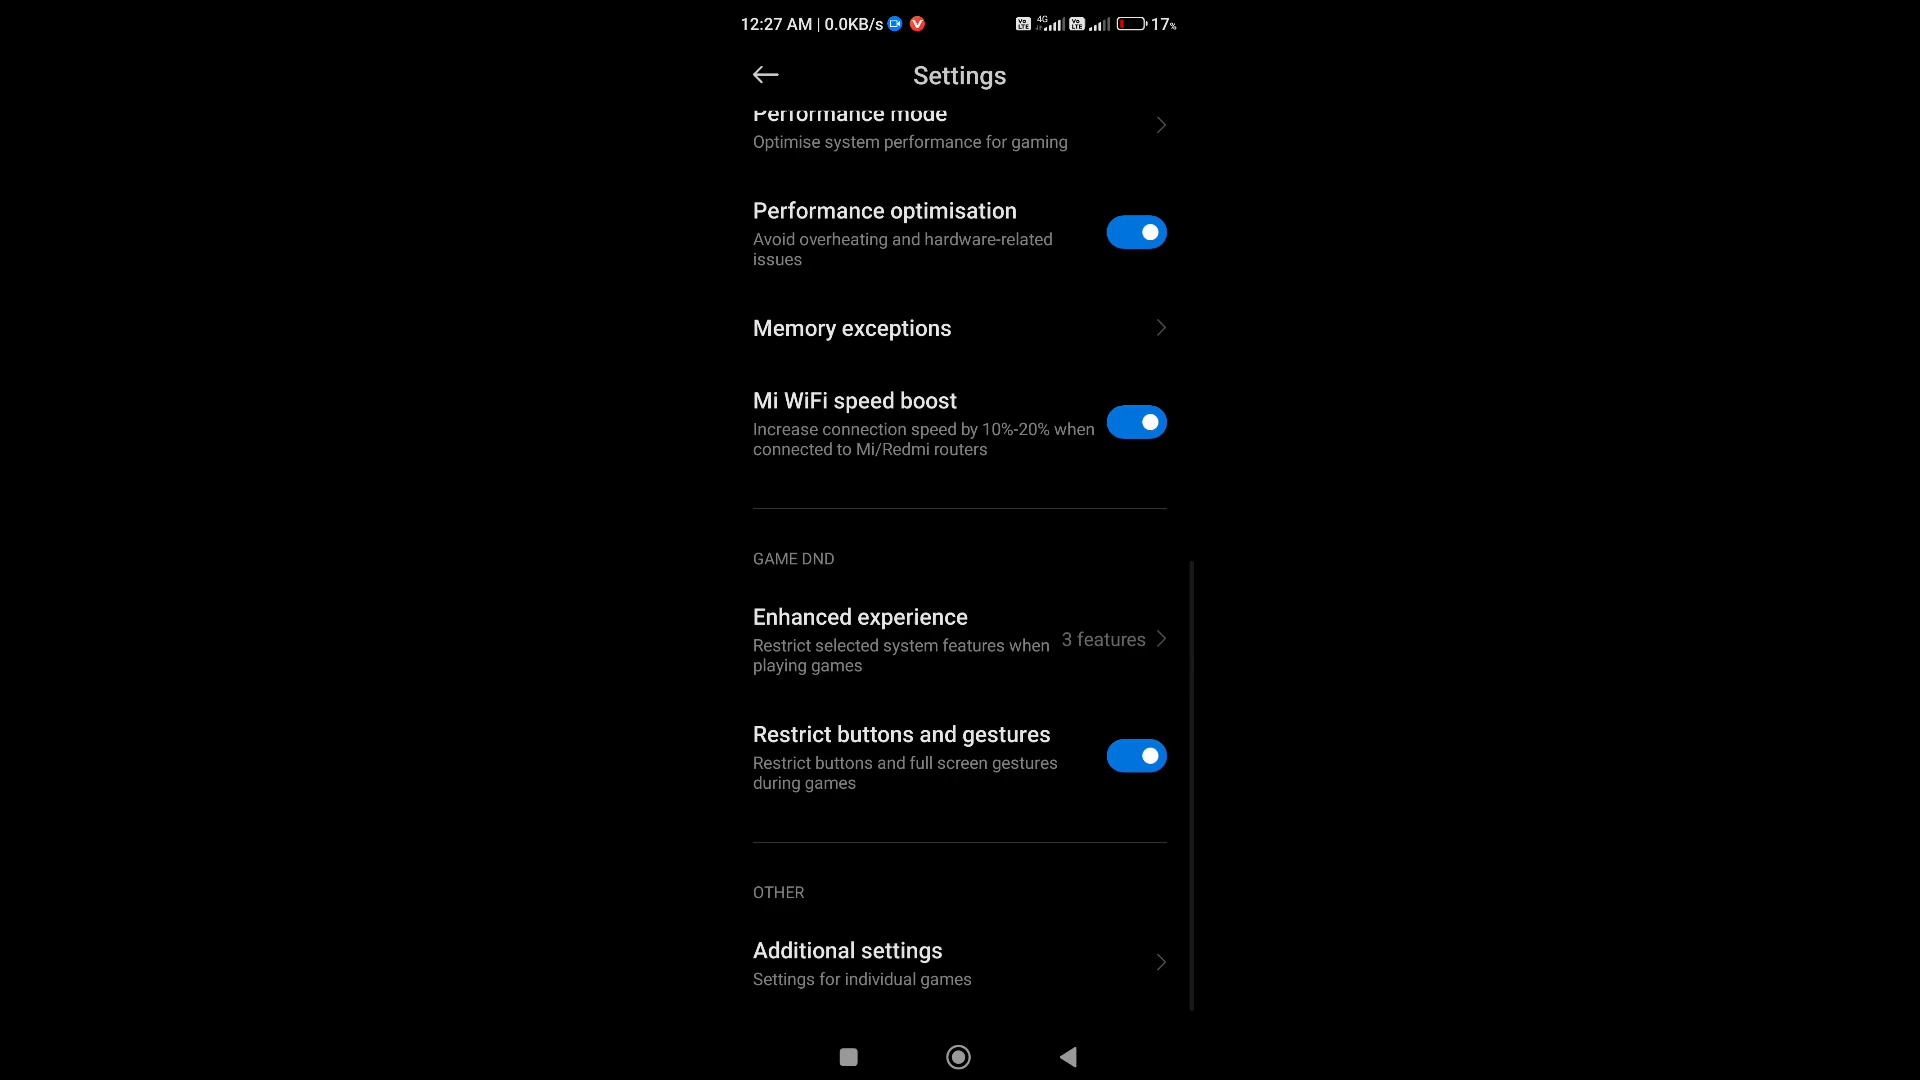 12:27 AM | 0.0KB/s 4G 17%
Settings
Performance mode
Optimise system performance for gaming
Performance optimisation
Avoid overheating and hardware-related
issues
Memory exceptions
Mi WiFi speed boost
Increase connection speed by 10%-20% when
connected to Mi/Redmi routers
GAME DND
Enhanced experience
Restrict selected system features when
playing games
3 features
Restrict buttons and gestures
Restrict buttons and full screen gestures
during games
OTHER
Additional settings
Settings for individual games